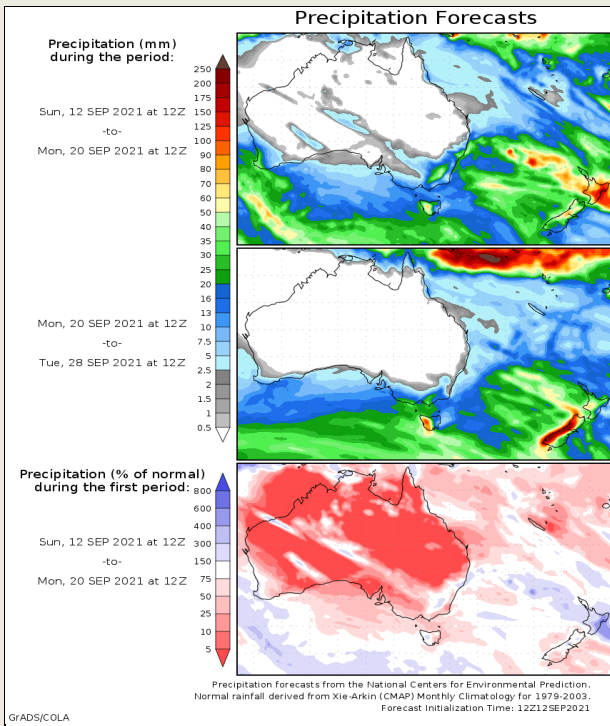 Precipitation Forecasts
Precipitation (mm)
during the period:
Sun, 12 SEP 2021 at 12Z
-to-
Mon, 20 SEP 2021 at 12Z
250
200
175
150
125
100
90
80
70
60
50
40
35
30
25
20
16
13
10
7.5
5
2.5
2
1.5
1
0.5
Mon, 20 SEP 2021 at 12Z
-to-
Tue, 28 SEP 2021 at 12Z
Precipitation (% of normal)
during the first period:
Sun, 12 SEP 2021 at 12Z
-to-
Mon, 20 SEP 2021 at 12Z
800
600
400
300
150
75
50
25
10
5
Precipitation forecasts from the National Centers for Environmental Prediction.
Normal rainfall derived from Xie-Arkin (CMAP) Monthly Climatology for 1979-2003.
Forecast Initialization Time: 12Z12SEP2021
GrADS/COLA